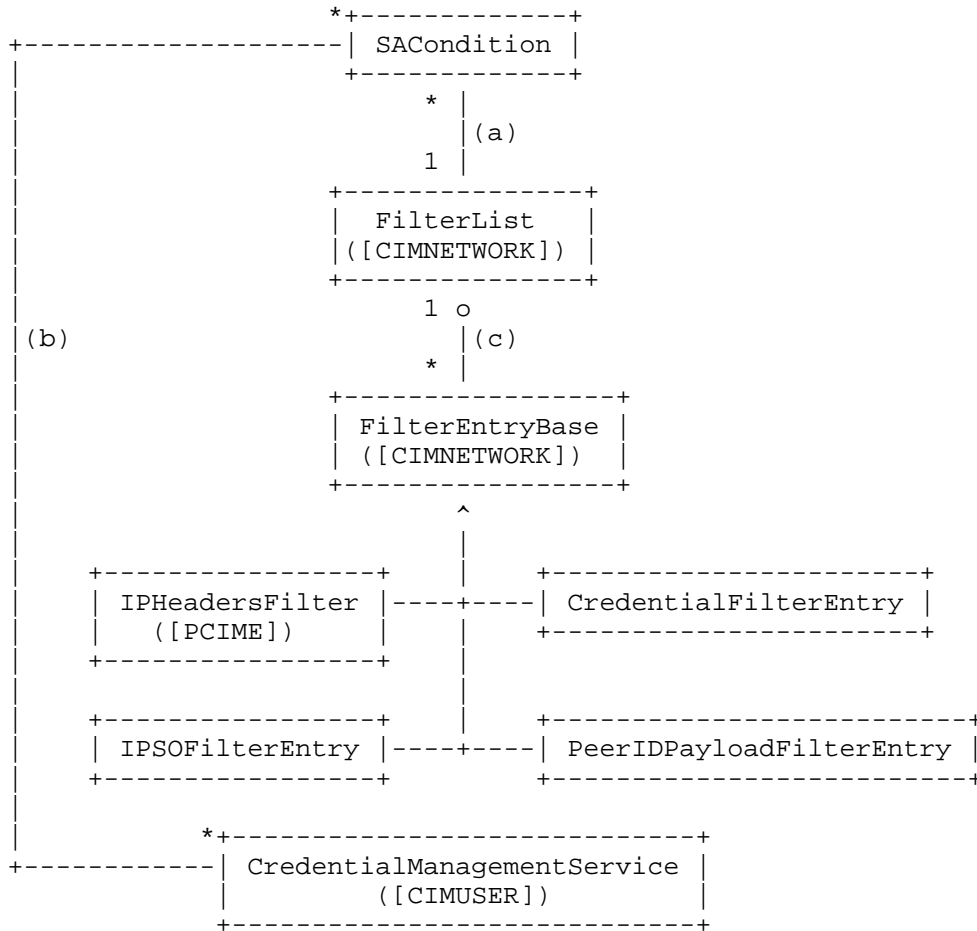 *
SACondition
*
(a)
1
FilterList
([CIMNETWORK])
1 o
(b)
(c)
*
FilterEntryBase
([CIMNETWORK])
IPHeadersFilter
CredentialFilterEntry
([PCIME])
IPSOFilterEntry
PeerIDPayloadFilterEntry
*
CredentialManagementService
([CIMUSER])